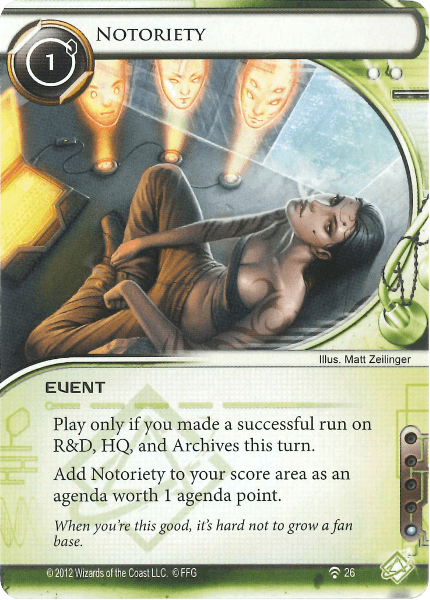 NOTORIETY
1
Illus. Matt Zeilinger
EVENT
Play only if you made a successful run on
R&D, HQ, and Archives this turn.
Add Notoriety to your score area as an
agenda worth 1 agenda point.
When you're this good, it's hard not to grow a fan
base.
© 2012 Wizards of the Coast LLC. © FFG 26